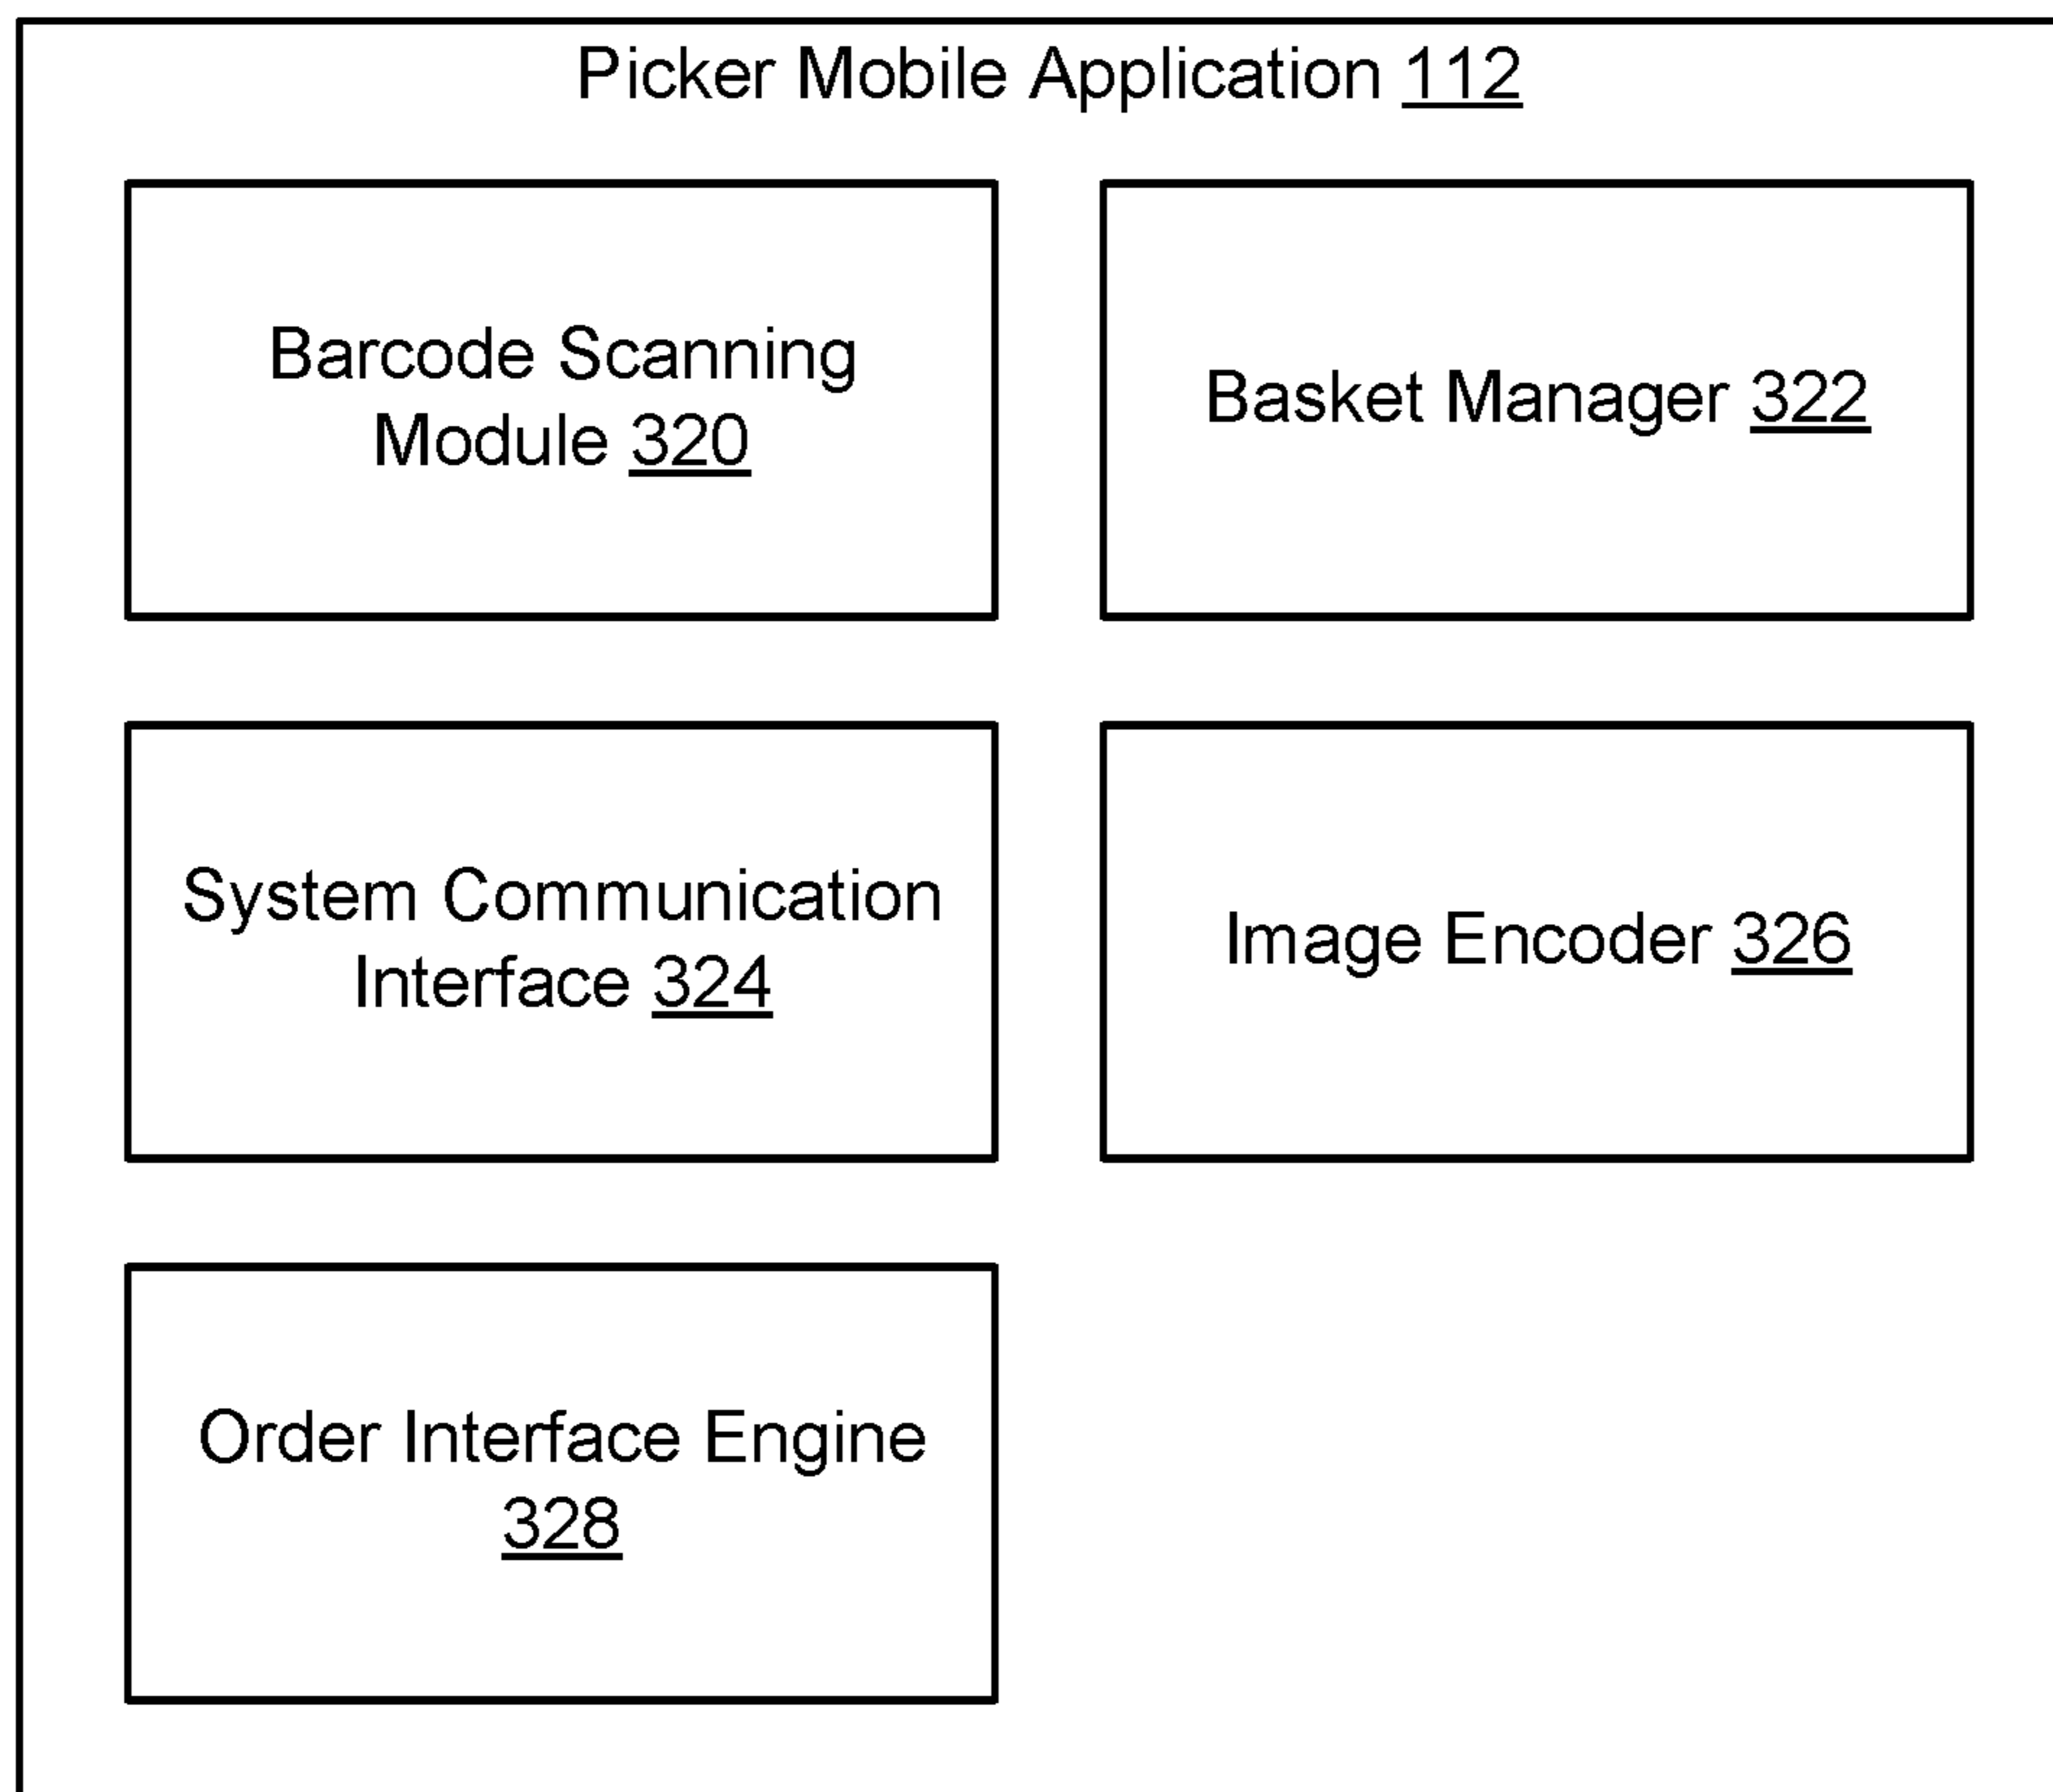 Picker Mobile Application 112
Barcode Scanning
Module 320
Basket Manager 322
System Communication
Interface 324
Image Encoder 326
Order Interface Engine
328